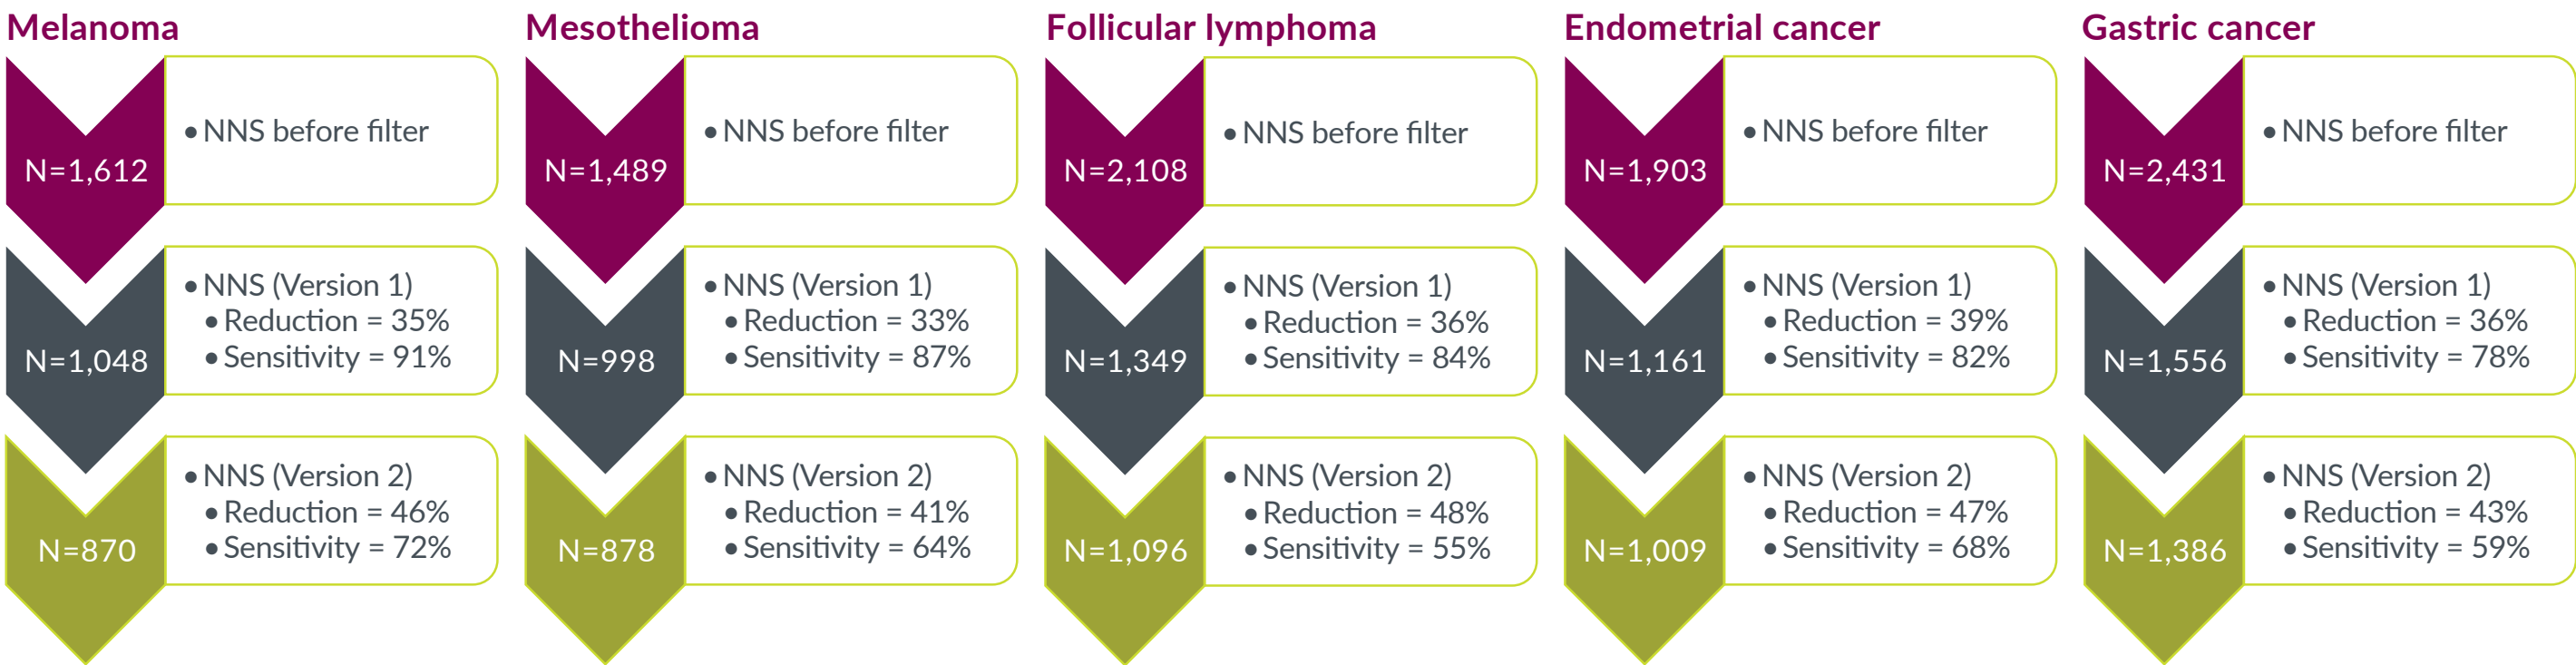 Melanoma
N=1,612
• NNS before filter
N=1,048
• NNS (Version 1)
• Reduction = 35%
• Sensitivity = 91%
N=870
• NNS (Version 2)
• Reduction = 46%
• Sensitivity = 72%
Mesothelioma
N=1,489
• NNS before filter
N=998
• NNS (Version 1)
• Reduction = 33%
• Sensitivity = 87%
N=878
• NNS (Version 2)
• Reduction = 41%
• Sensitivity = 64%
Follicular lymphoma
N=2,108
• NNS before filter
N=1,349
• NNS (Version 1)
• Reduction = 36%
• Sensitivity = 84%
N=1,096
• NNS (Version 2)
• Reduction = 48%
• Sensitivity = 55%
Endometrial cancer
N=1,903
• NNS before filter
N=1,161
• NNS (Version 1)
• Reduction = 39%
• Sensitivity = 82%
N=1,009
• NNS (Version 2)
• Reduction = 47%
• Sensitivity = 68%
Gastric cancer
N=2,431
• NNS before filter
N=1,556
• NNS (Version 1)
• Reduction = 36%
• Sensitivity = 78%
N=1,386
• NNS (Version 2)
• Reduction = 43%
• Sensitivity = 59%